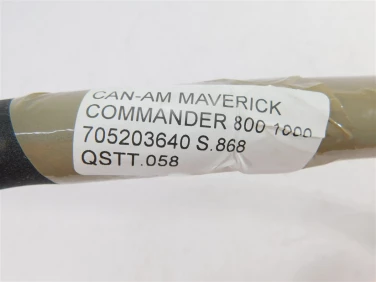 CAN-AM MAVERICK
COMMANDER 800 1000
705203640 S.868
QSTT.058